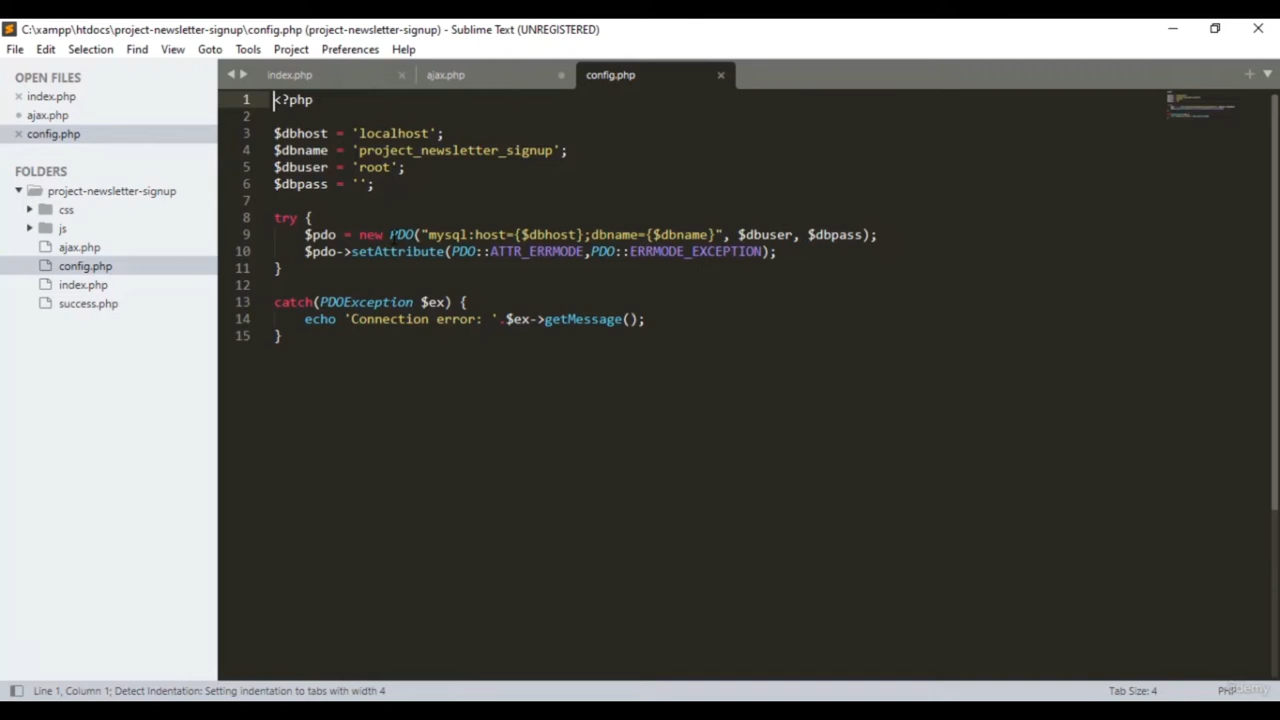 C:\xampp\htdocs\project-newsletter-signup\config.php (project-newsletter-signup) - Sublime Text (UNREGISTERED)
File Edit Selection Find View Goto Tools Project Preferences Help
OPEN FILES
index.php
ajax.php
config.php
FOLDERS
project-newsletter-signup
css
js
ajax.php
config.php
index.php
success.php
index.php ajax.php config.php
1 <?php
2
3 $dbhost = 'localhost';
4 $dbname = 'project_newsletter_signup';
5 $dbuser = 'root';
6 $dbpass = '';
7
8 try {
9 $pdo = new PDO("mysql:host={$dbhost};dbname={$dbname}", $dbuser, $dbpass);
10 $pdo->setAttribute(PDO::ATTR_ERRMODE,PDO::ERRMODE_EXCEPTION);
11 }
12
13 catch(PDOException $ex) {
14 echo 'Connection error: '.$ex->getMessage();
15 }
Line 1, Column 1; Detect Indentation: Setting indentation to tabs with width 4
Tab Size: 4
PHP